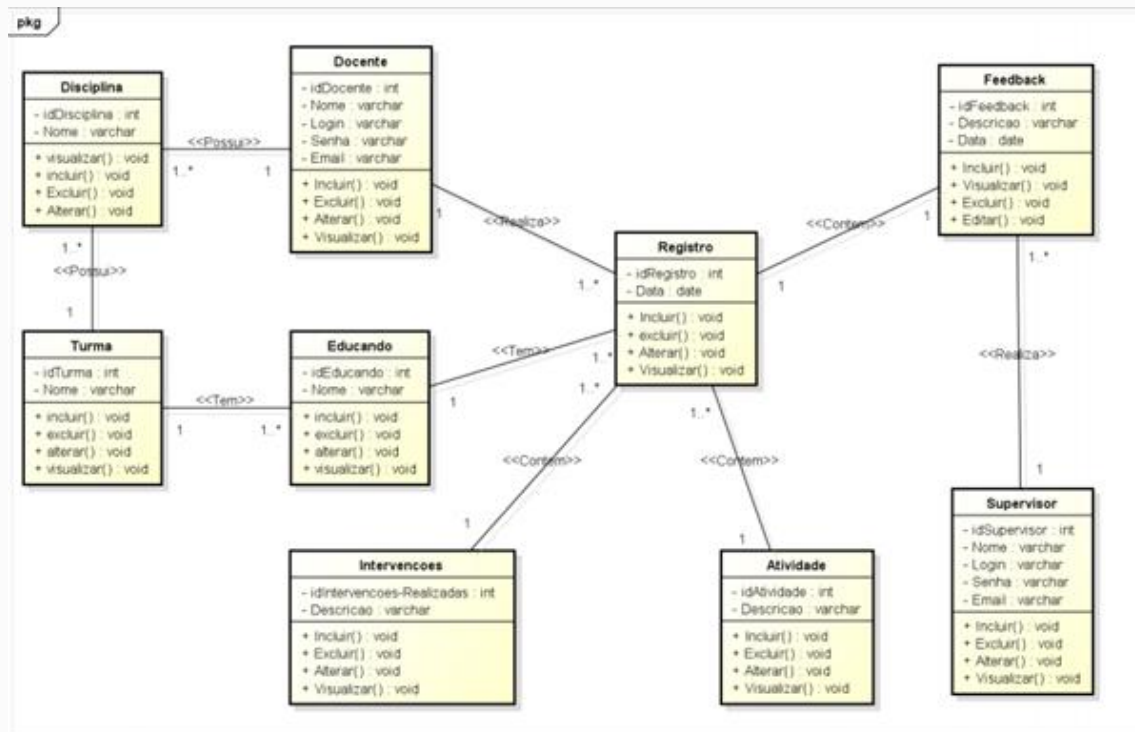 pkg
Disciplina
- idDisciplina : int
- Nome : varchar
+ visualizar() : void
+ incluir() : void
+ Excluir() : void
+ Alterar() : void
<<Possui>>
1..*
1
Docente
- idDocente : int
- Nome : varchar
- Login : varchar
- Senha : varchar
- Email : varchar
+ Incluir() : void
+ Excluir() : void
+ Alterar() : void
+ Visualizar() : void
Feedback
- idFeedback : int
- Descricao : varchar
- Data : date
+ Incluir() : void
+ Visualizar() : void
+ Excluir() : void
+ Editar() : void
1
<<Realiza>>
1..*
<<Contem>>
1
1
Registro
- idRegistro : int
- Data : date
+ Incluir() : void
+ excluir() : void
+ Alterar() : void
+ Visualizar() : void
1..*
<<Possui>>
1
1..*
<<Realiza>>
1
Turma
- idTurma : int
- Nome : varchar
+ incluir() : void
+ excluir() : void
+ alterar() : void
+ visualizar() : void
<<Tem>>
1
1..*
Educando
- idEducando : int
- Nome : varchar
+ incluir() : void
+ excluir() : void
+ alterar() : void
+ visualizar() : void
<<Tem>>
1..*
1
1..*
<<Contem>>
1
1..*
<<Contem>>
1
Intervencoes
- idIntervencoes-Realizadas : int
- Descricao : varchar
+ Incluir() : void
+ Excluir() : void
+ Alterar() : void
+ Visualizar() : void
Atividade
- idAtividade : int
- Descricao : varchar
+ Incluir() : void
+ Excluir() : void
+ Alterar() : void
+ Visualizar() : void
Supervisor
- idSupervisor : int
- Nome : varchar
- Login : varchar
- Senha : varchar
- Email : varchar
+ Incluir() : void
+ Excluir() : void
+ Alterar() : void
+ Visualizar() : void